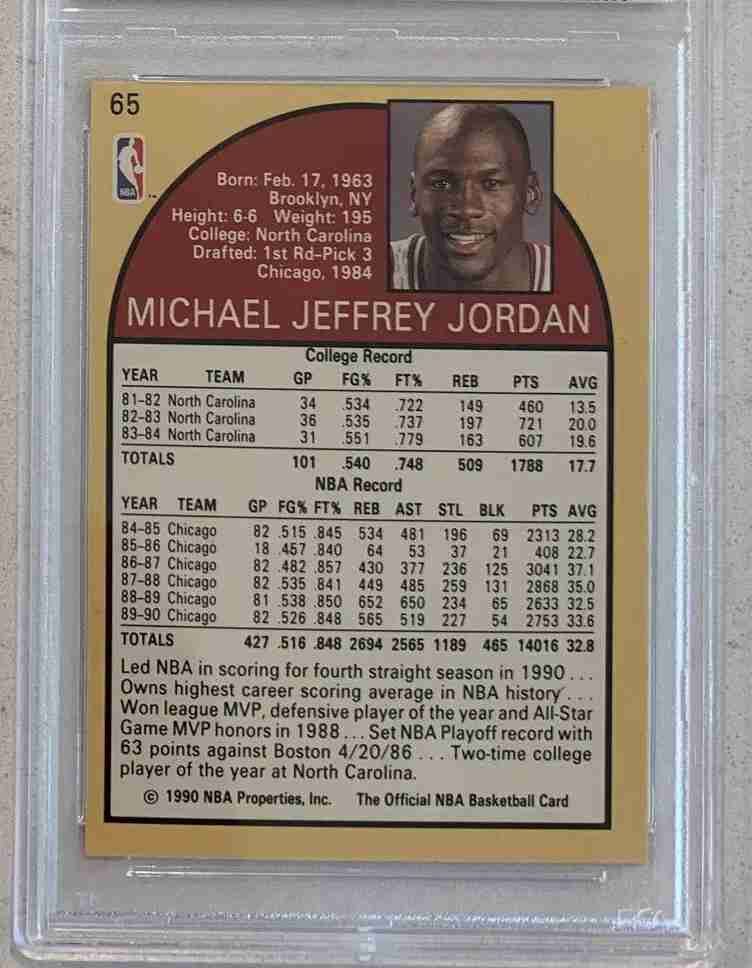 65
NBA
Born: Feb. 17, 1963
Brooklyn, NY
Height: 6-6 Weight: 195
College: North Carolina
Drafted: 1st Rd-Pick 3
Chicago, 1984
MICHAEL JEFFREY JORDAN
College Record
YEAR TEAM GP FG% FT% REB PTS AVG
81-82 North Carolina 34 .534 .722 149 460 13.5
82-83 North Carolina 36 .535 .737 197 721 20.0
83-84 North Carolina 31 .551 .779 163 607 19.6
TOTALS 101 .540 .748 509 1788 17.7
NBA Record
YEAR TEAM GP FG% FT% REB AST STL BLK PTS AVG
84-85 Chicago 82 .515 .845 534 481 196 69 2313 28.2
85-86 Chicago 18 .457 .840 64 53 37 21 408 22.7
86-87 Chicago 82 .482 .857 430 377 236 125 3041 37.1
87-88 Chicago 82 .535 .841 449 485 259 131 2868 35.0
88-89 Chicago 81 .538 .850 652 650 234 65 2633 32.5
89-90 Chicago 82 .526 .848 565 519 227 54 2753 33.6
TOTALS 427 .516 .848 2694 2565 1189 465 14016 32.8
Led NBA in scoring for fourth straight season in 1990 . . .
Owns highest career scoring average in NBA history . . .
Won league MVP, defensive player of the year and All-Star
Game MVP honors in 1988 . . . Set NBA Playoff record with
63 points against Boston 4/20/86 . . . Two-time college
player of the year at North Carolina.
© 1990 NBA Properties, Inc. The Official NBA Basketball Card